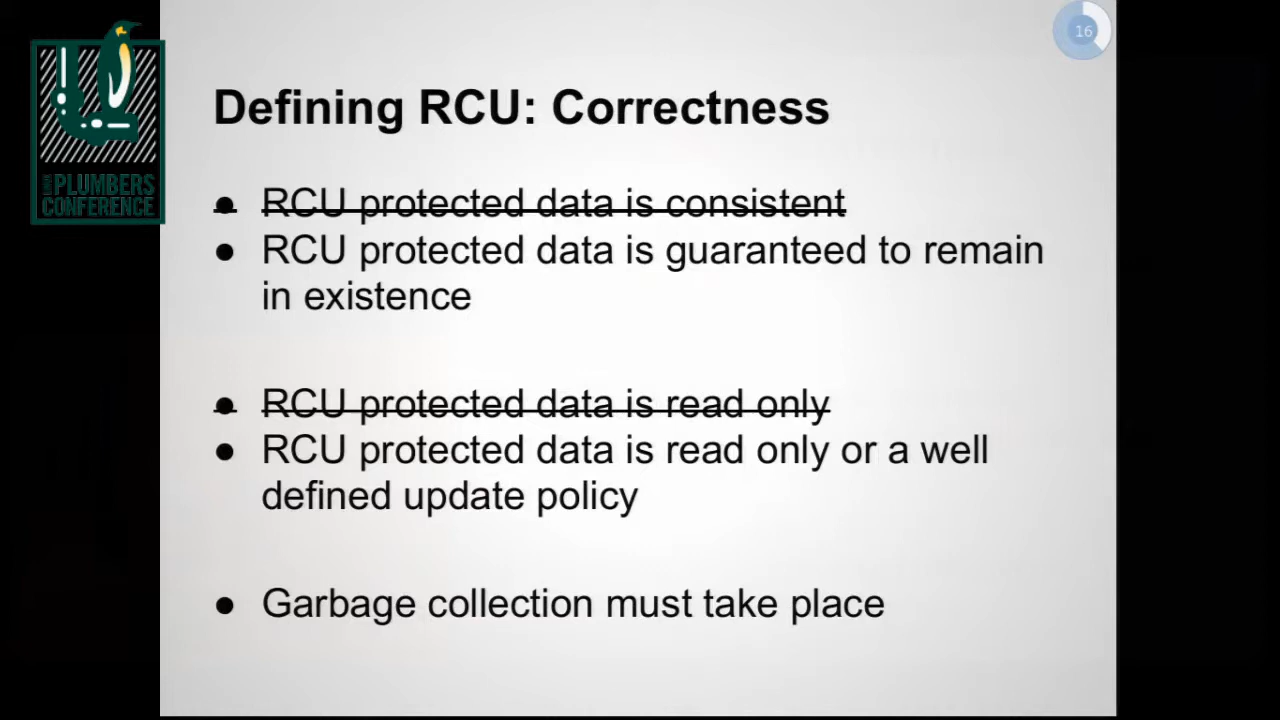 16
Defining RCU: Correctness
LINUX
PLUMBERS
CONFERENCE
● RCU protected data is consistent
● RCU protected data is guaranteed to remain
in existence
● RCU protected data is read only
● RCU protected data is read only or a well
defined update policy
● Garbage collection must take place